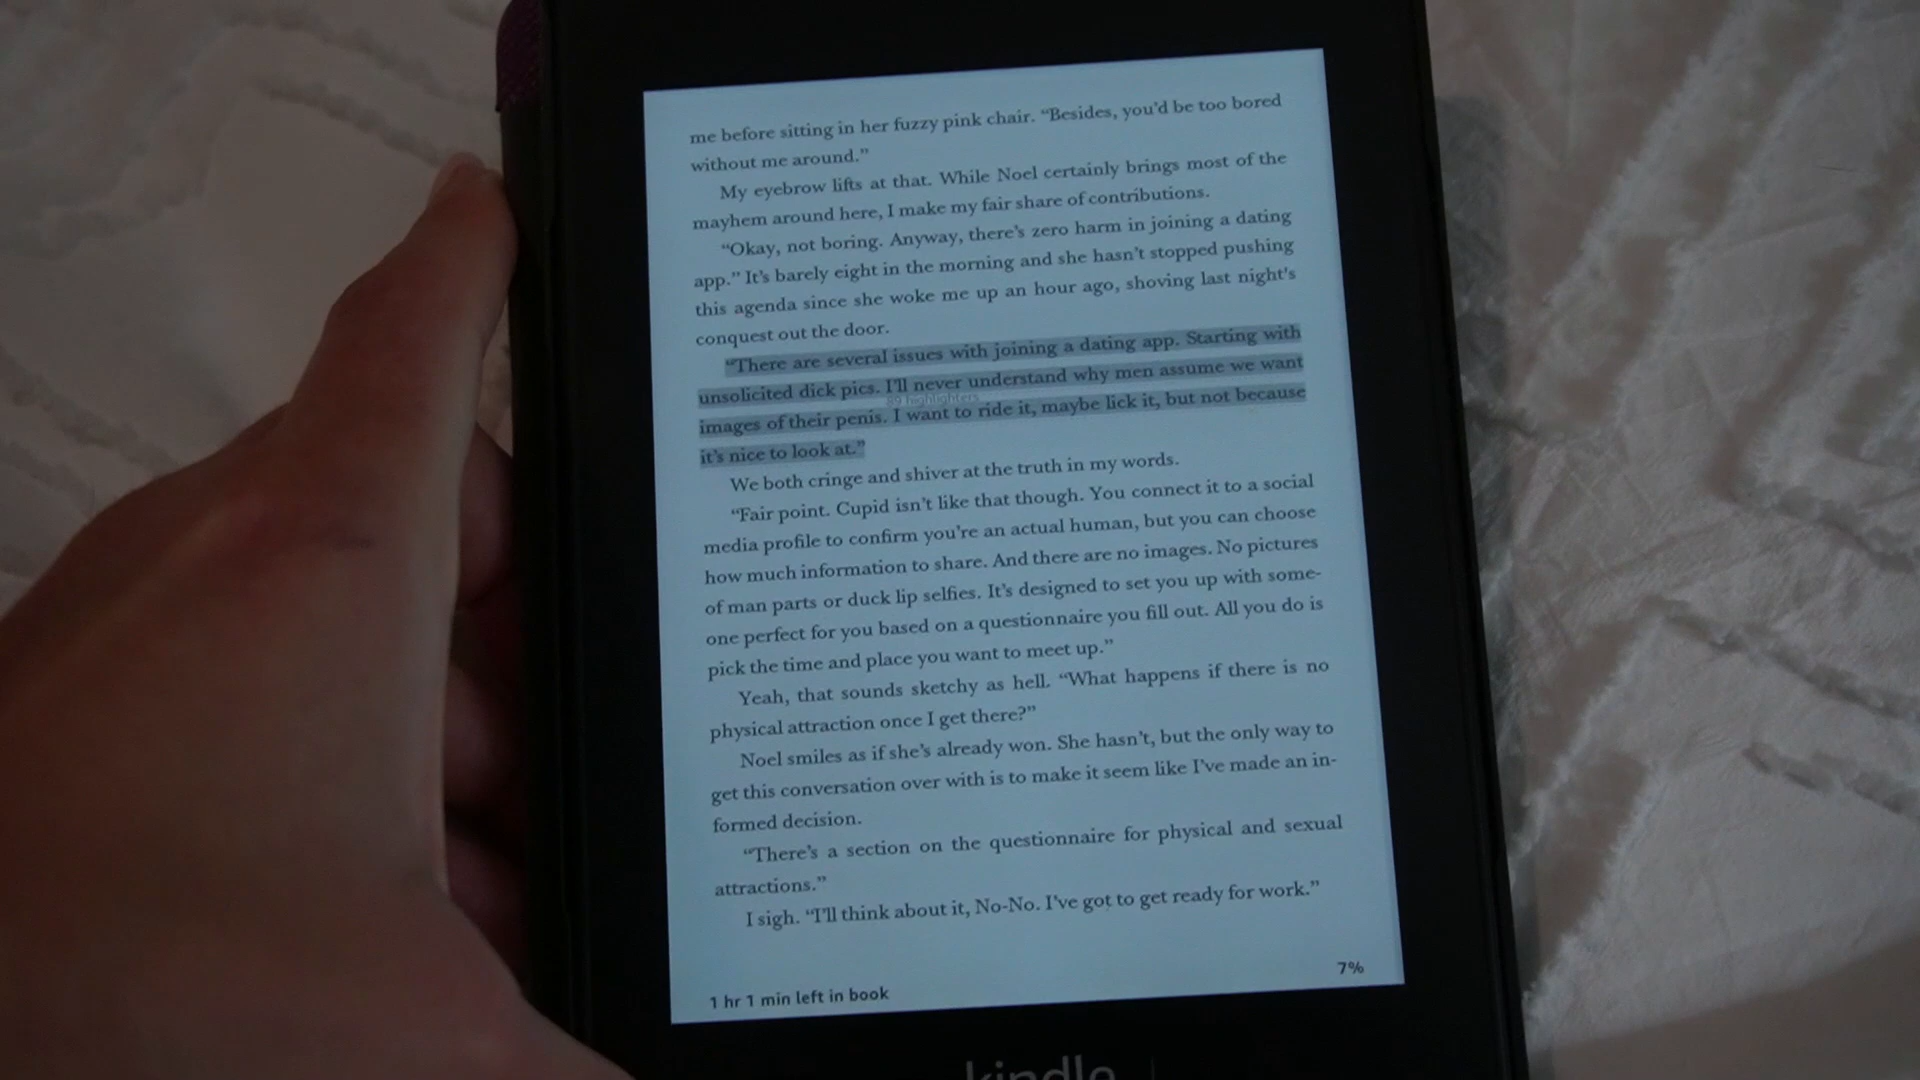 me before sitting in her fuzzy pink chair. “Besides, you’d be too bored
without me around.”
My eyebrow lifts at that. While Noel certainly brings most of the
mayhem around here, I make my fair share of contributions.
“Okay, not boring. Anyway, there’s zero harm in joining a dating
app.” It’s barely eight in the morning and she hasn’t stopped pushing
this agenda since she woke me up an hour ago, shoving last night’s
conquest out the door.
“There are several issues with joining a dating app. Starting with
unsolicited dick pics. I’ll never understand why men assume we want
89 highlighters
images of their penis. I want to ride it, maybe lick it, but not because
it’s nice to look at.”
We both cringe and shiver at the truth in my words.
“Fair point. Cupid isn’t like that though. You connect it to a social
media profile to confirm you’re an actual human, but you can choose
how much information to share. And there are no images. No pictures
of man parts or duck lip selfies. It’s designed to set you up with some-
one perfect for you based on a questionnaire you fill out. All you do is
pick the time and place you want to meet up.”
Yeah, that sounds sketchy as hell. “What happens if there is no
physical attraction once I get there?”
Noel smiles as if she’s already won. She hasn’t, but the only way to
get this conversation over with is to make it seem like I’ve made an in-
formed decision.
“There’s a section on the questionnaire for physical and sexual
attractions.”
I sigh. “I’ll think about it, No-No. I’ve got to get ready for work.”
7%
1 hr 1 min left in book
kindle